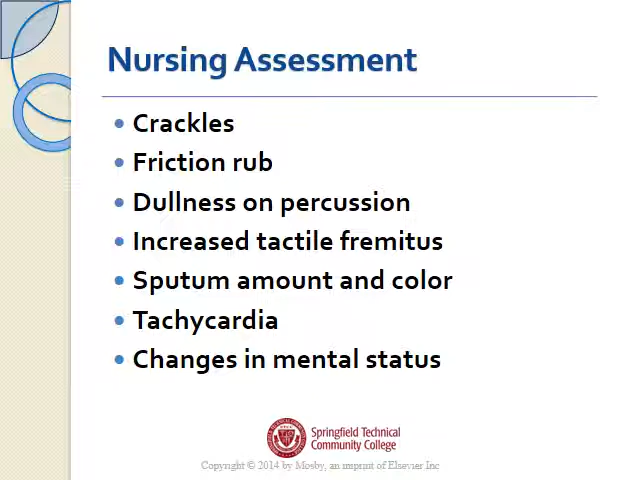 Nursing Assessment
• Crackles
• Friction rub
• Dullness on percussion
• Increased tactile fremitus
• Sputum amount and color
• Tachycardia
• Changes in mental status
Springfield Technical
Community College
Copyright © 2014 by Mosby, an imprint of Elsevier Inc